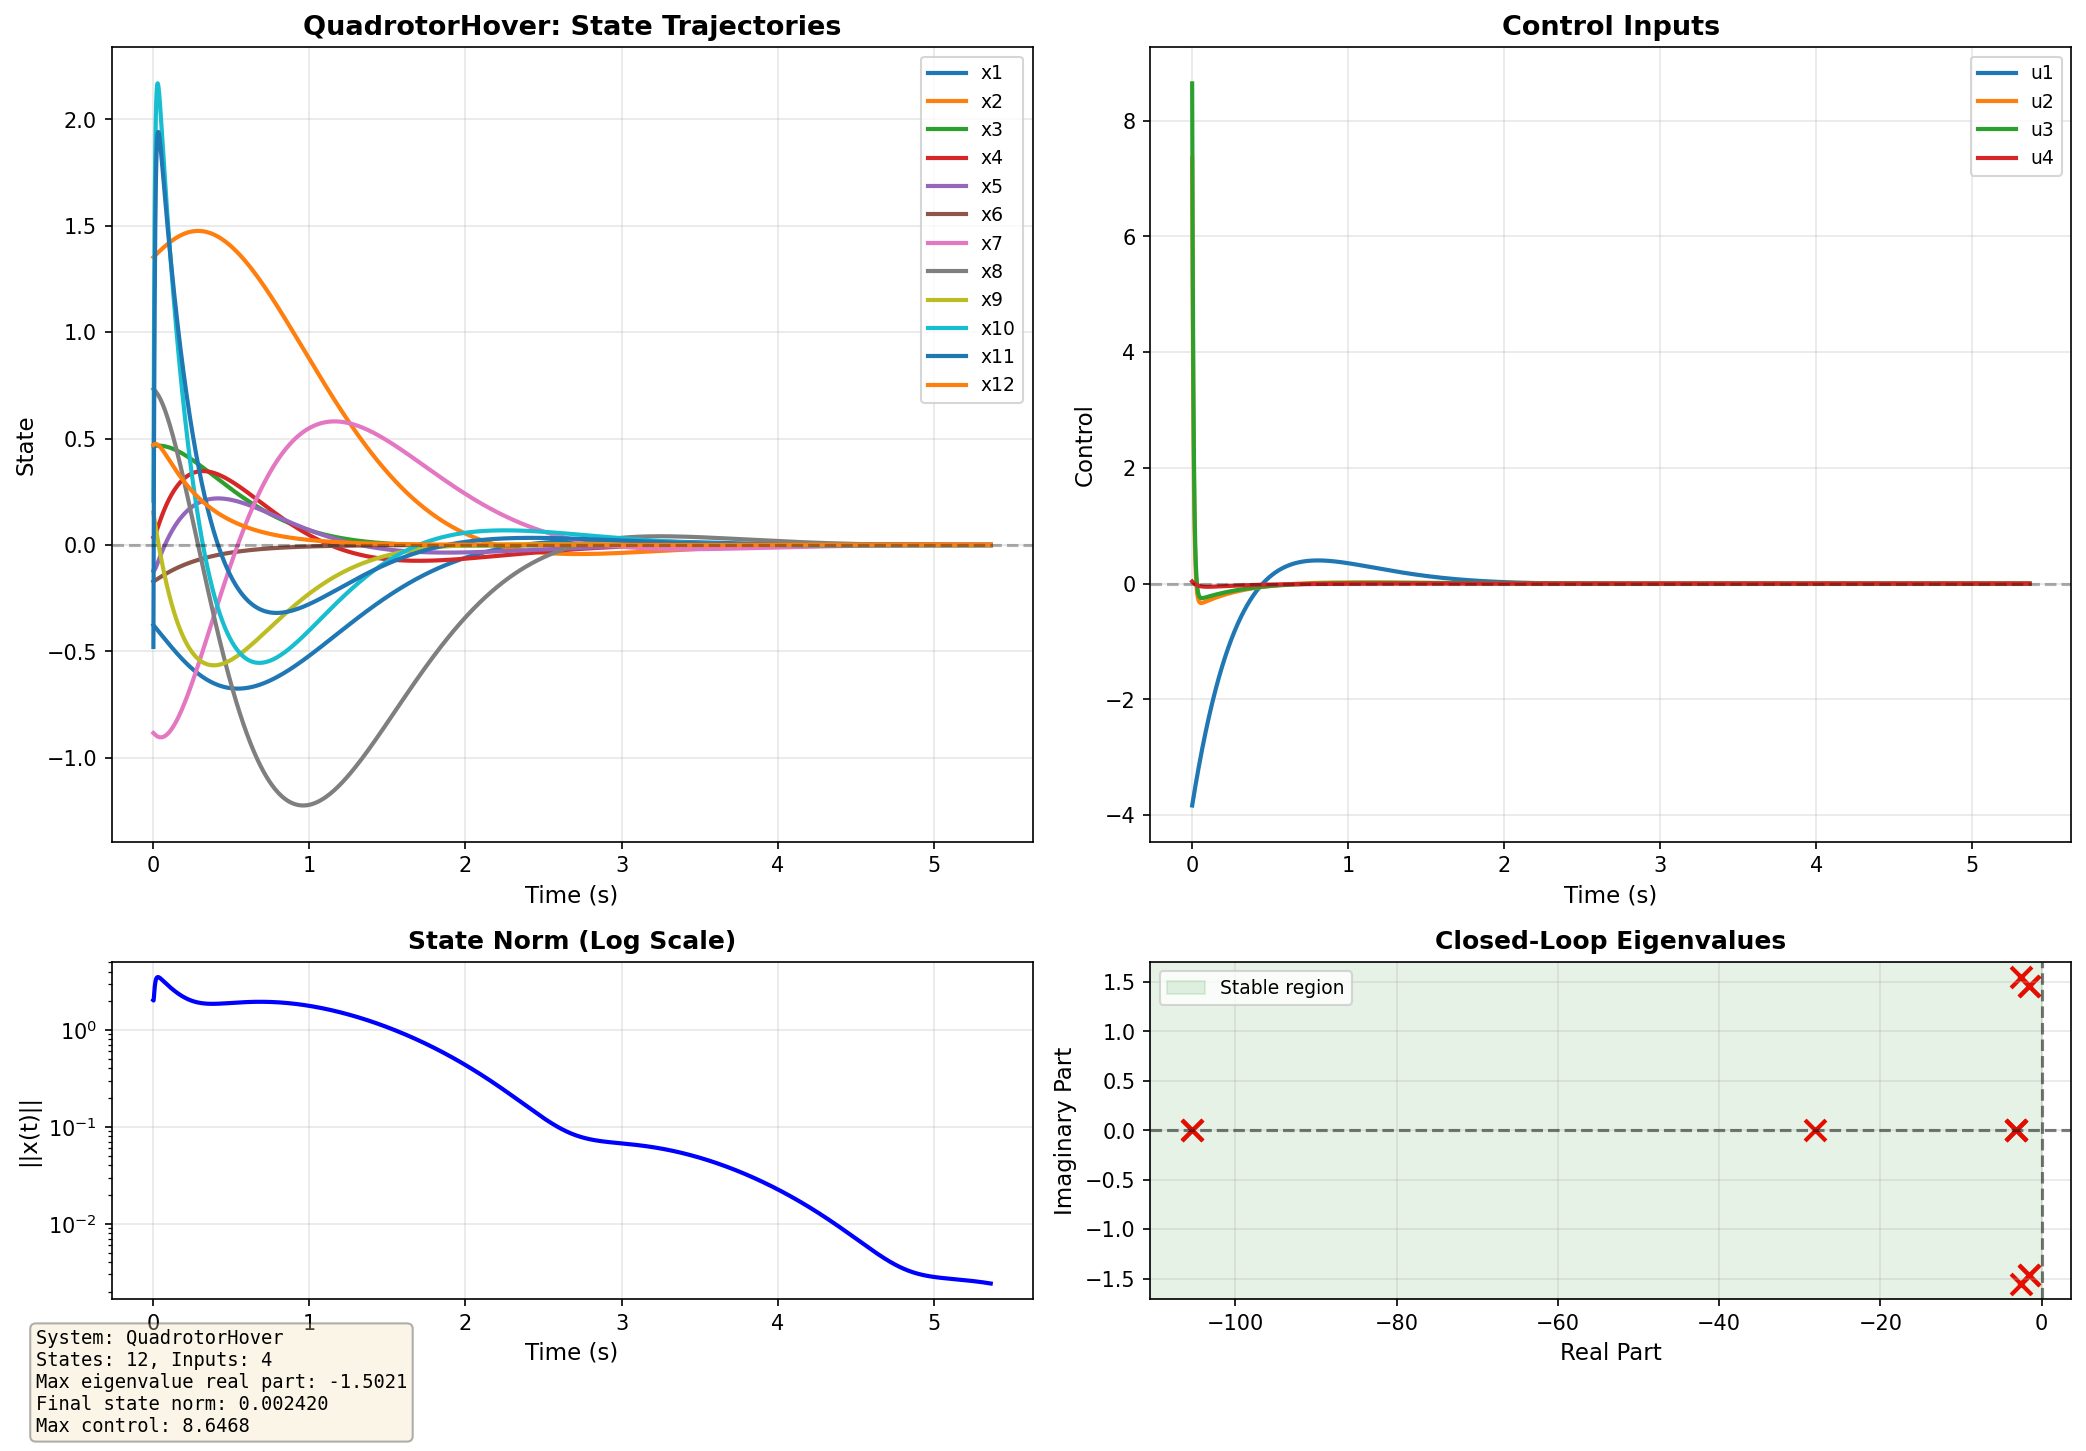 QuadrotorHover: State Trajectories
State
2.0
1.5
1.0
0.5
0.0
−0.5
−1.0
0 1 2 3 4 5
Time (s)
x1
x2
x3
x4
x5
x6
x7
x8
x9
x10
x11
x12
Control Inputs
Control
8
6
4
2
0
−2
−4
0 1 2 3 4 5
Time (s)
u1
u2
u3
u4
State Norm (Log Scale)
||x(t)||
10⁰
10⁻¹
10⁻²
0 1 2 3 4 5
Time (s)
Closed-Loop Eigenvalues
Imaginary Part
1.5
1.0
0.5
0.0
−0.5
−1.0
−1.5
−100 −80 −60 −40 −20 0
Real Part
Stable region
System: QuadrotorHover
States: 12, Inputs: 4
Max eigenvalue real part: -1.5021
Final state norm: 0.002420
Max control: 8.6468